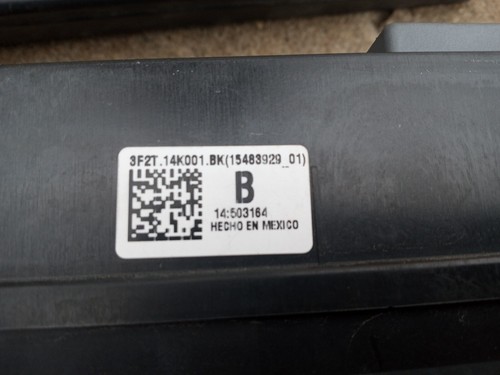 3F2T.14K001.BK(15483929_01)
B
14:503164
HECHO EN MEXICO